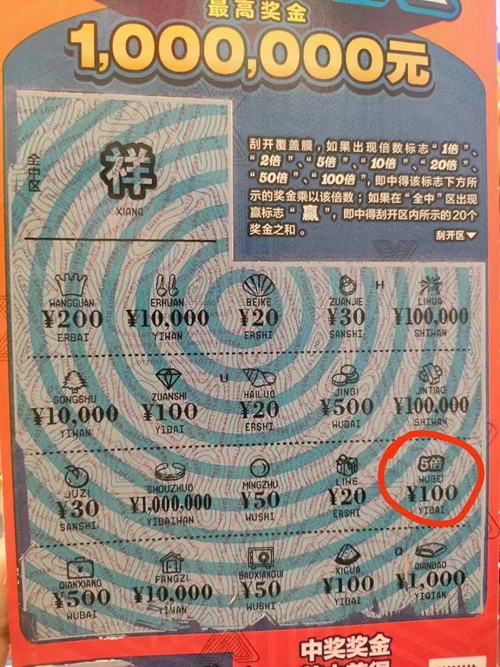 最高奖金
1,000,000元
刮开覆盖膜，如果出现倍数标志“1倍”、
“2倍”、“5倍”、“10倍”、“20倍”、
“50倍”、“100倍”，即中得该标志下方所
示的奖金乘以该倍数；如果在“全中”区出现
赢标志“赢”，即中得刮开区内所示的20个
奖金之和。
刮开区▼
全中区
祥
XIANG
H
WANGGUAN ERHUAN BEIKE ZUANJIE LIHUA
¥200 ¥10,000 ¥20 ¥30 ¥100,000
ERBAI YIWAN ERSHI SANSHI SHIWAN
U
SONGSHU ZUANSHI HAILUO JINBI JINTIAO
¥10,000 ¥100 ¥20 ¥500 ¥100,000
YIWAN YIBAI ERSHI WUBAI SHIWAN
5倍
JUZI SHOUZHUO MINGZHU LIHE WUBEI
¥30 ¥1,000,000 ¥50 ¥20 ¥100
SANSHI YIBAIWAN WUSHI ERSHI YIBAI
QIANXIANG FANGZI BAOXIANGUI XIGUA QIANBAO
¥500 ¥10,000 ¥50 ¥100 ¥1,000
WUBAI YIWAN WUSHI YIBAI YIQIAN
中奖奖金